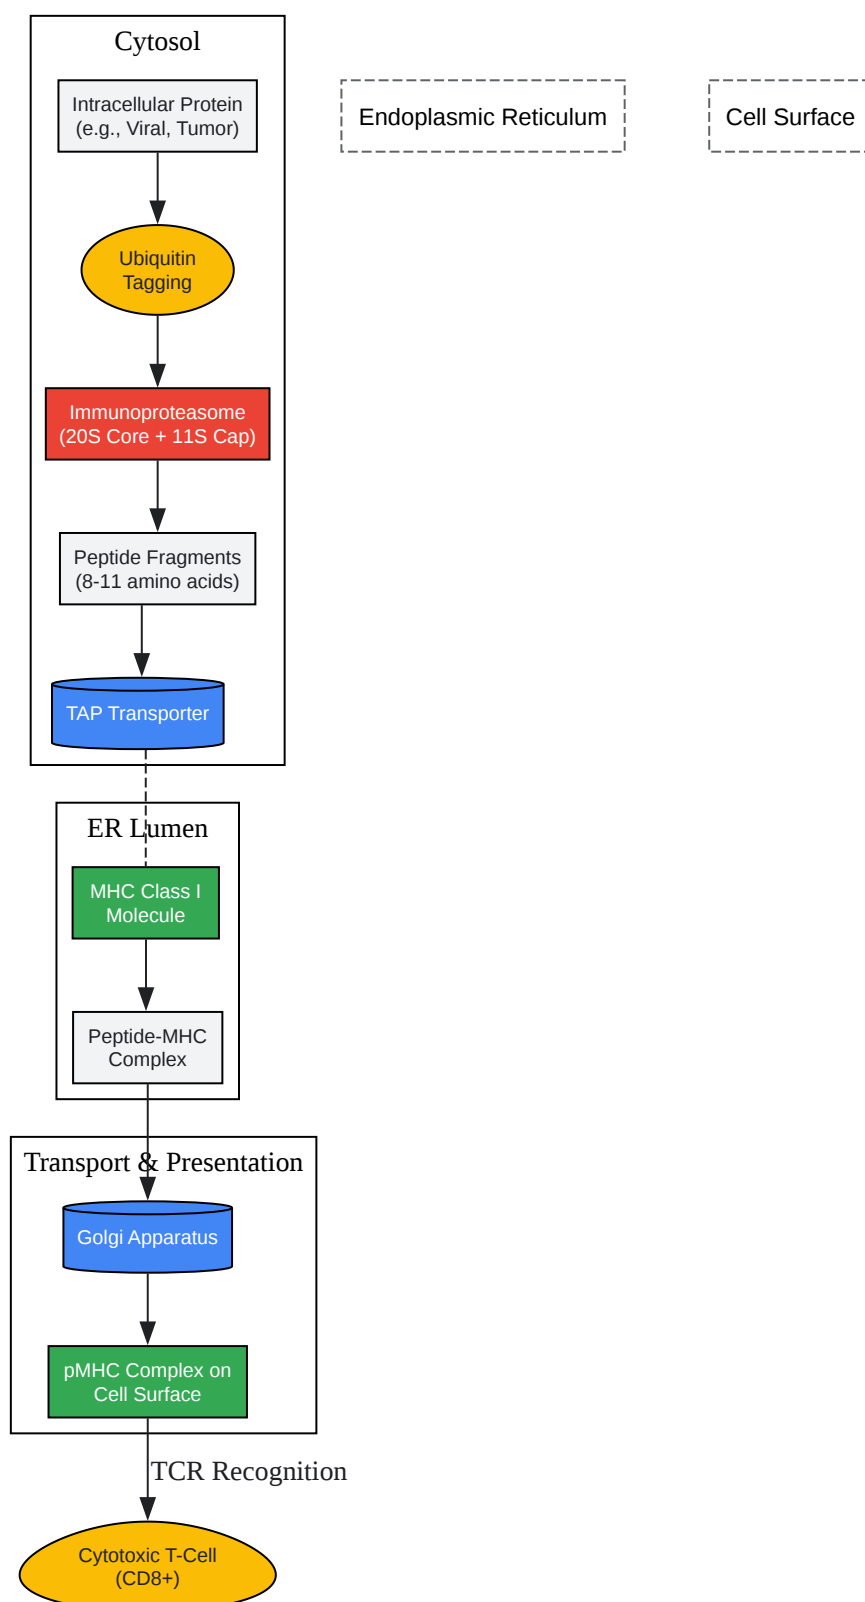 Cytosol
Intracellular Protein
(e.g., Viral, Tumor)
Endoplasmic Reticulum
Cell Surface
Ubiquitin
Tagging
Immunoproteasome
(20S Core + 11S Cap)
Peptide Fragments
(8-11 amino acids)
TAP Transporter
ER Lumen
MHC Class I
Molecule
Peptide-MHC
Complex
Transport & Presentation
Golgi Apparatus
pMHC Complex on
Cell Surface
TCR Recognition
Cytotoxic T-Cell
(CD8+)